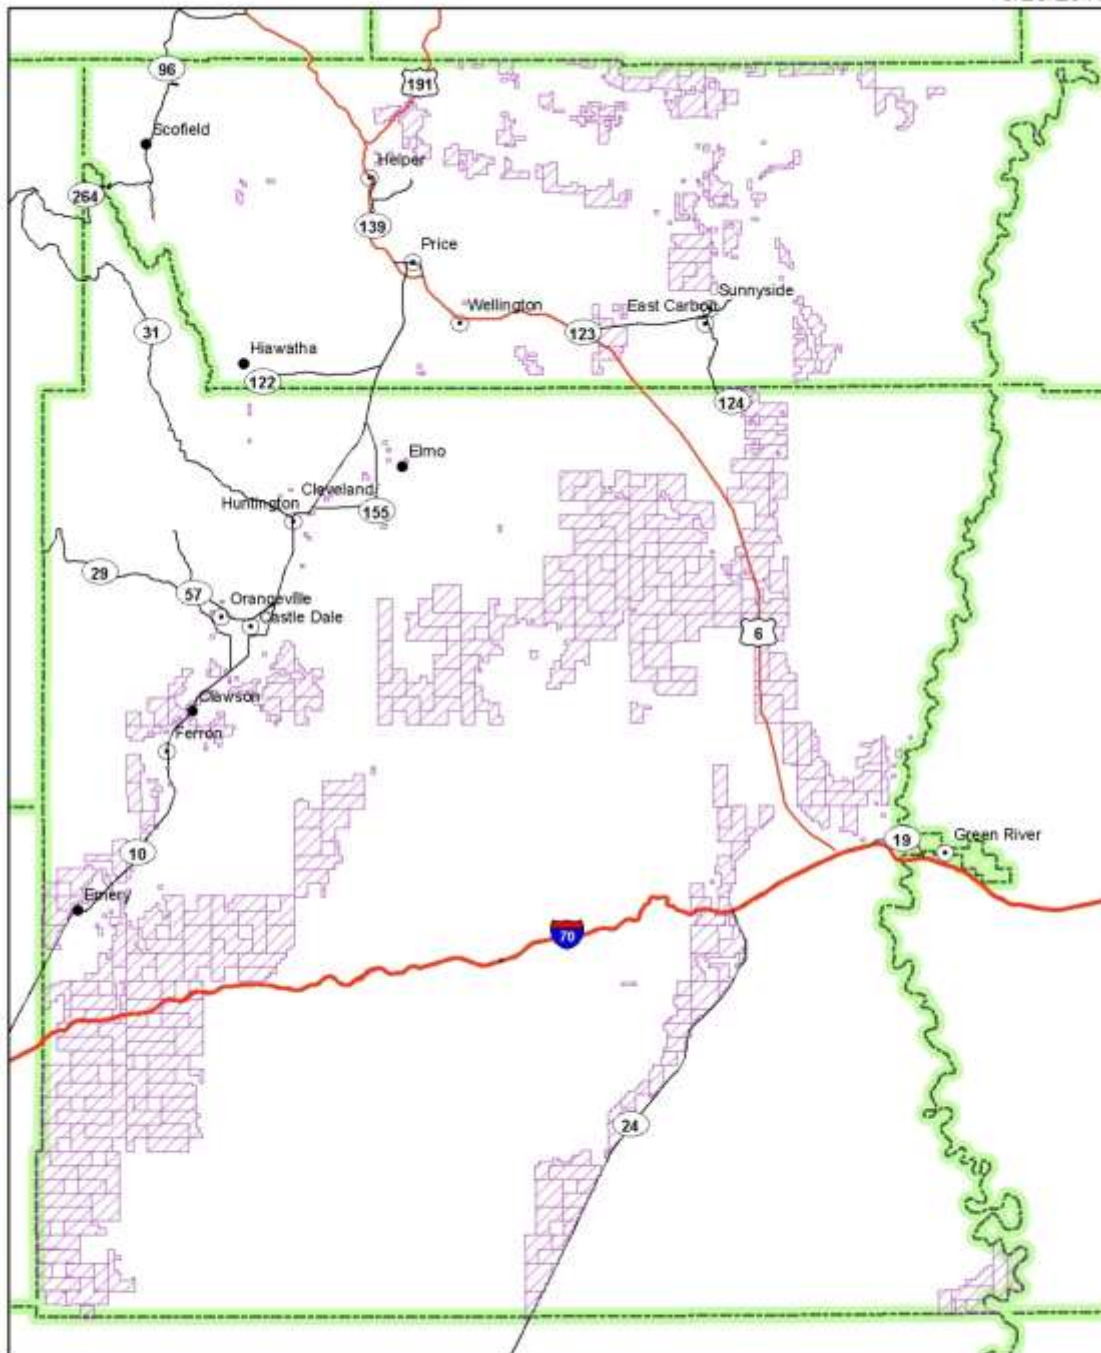 96
191
Scofield
Helper
264
139
Price
Sunnyside
Wellington
East Carbon
123
31
Hiawatha
122
124
Elmo
Cleveland
Huntington
155
29
57
Orangeville
Castle Dale
6
Clawson
Ferron
19
Green River
10
Emery
70
24